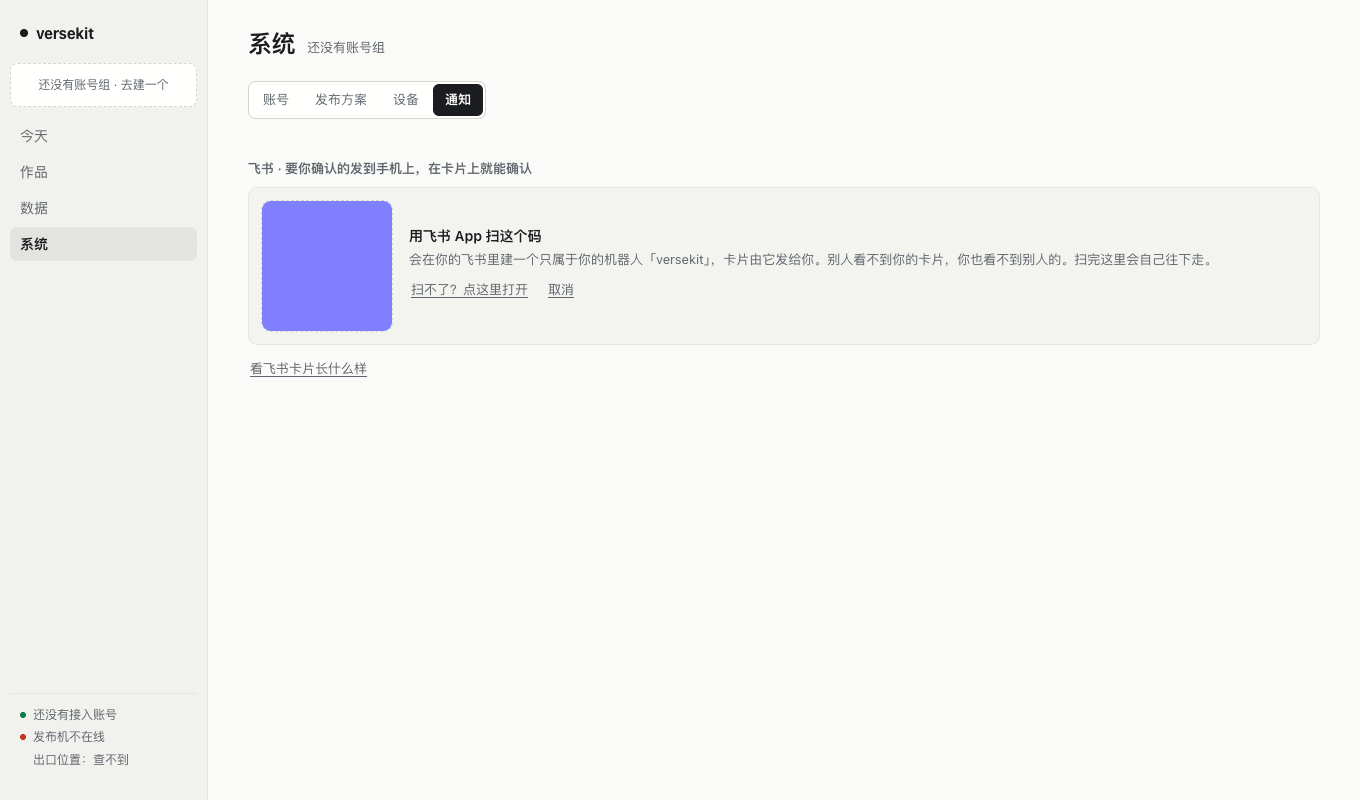 versekit
还没有账号组 · 去建一个
今天
作品
数据
系统
还没有接入账号
发布机不在线
出口位置：查不到
系统 还没有账号组
账号 发布方案 设备 通知
飞书 · 要你确认的发到手机上，在卡片上就能确认
用飞书 App 扫这个码
会在你的飞书里建一个只属于你的机器人「versekit」，卡片由它发给你。别人看不到你的卡片，你也看不到别人的。扫完这里会自己往下走。
扫不了？点这里打开 取消
看飞书卡片长什么样